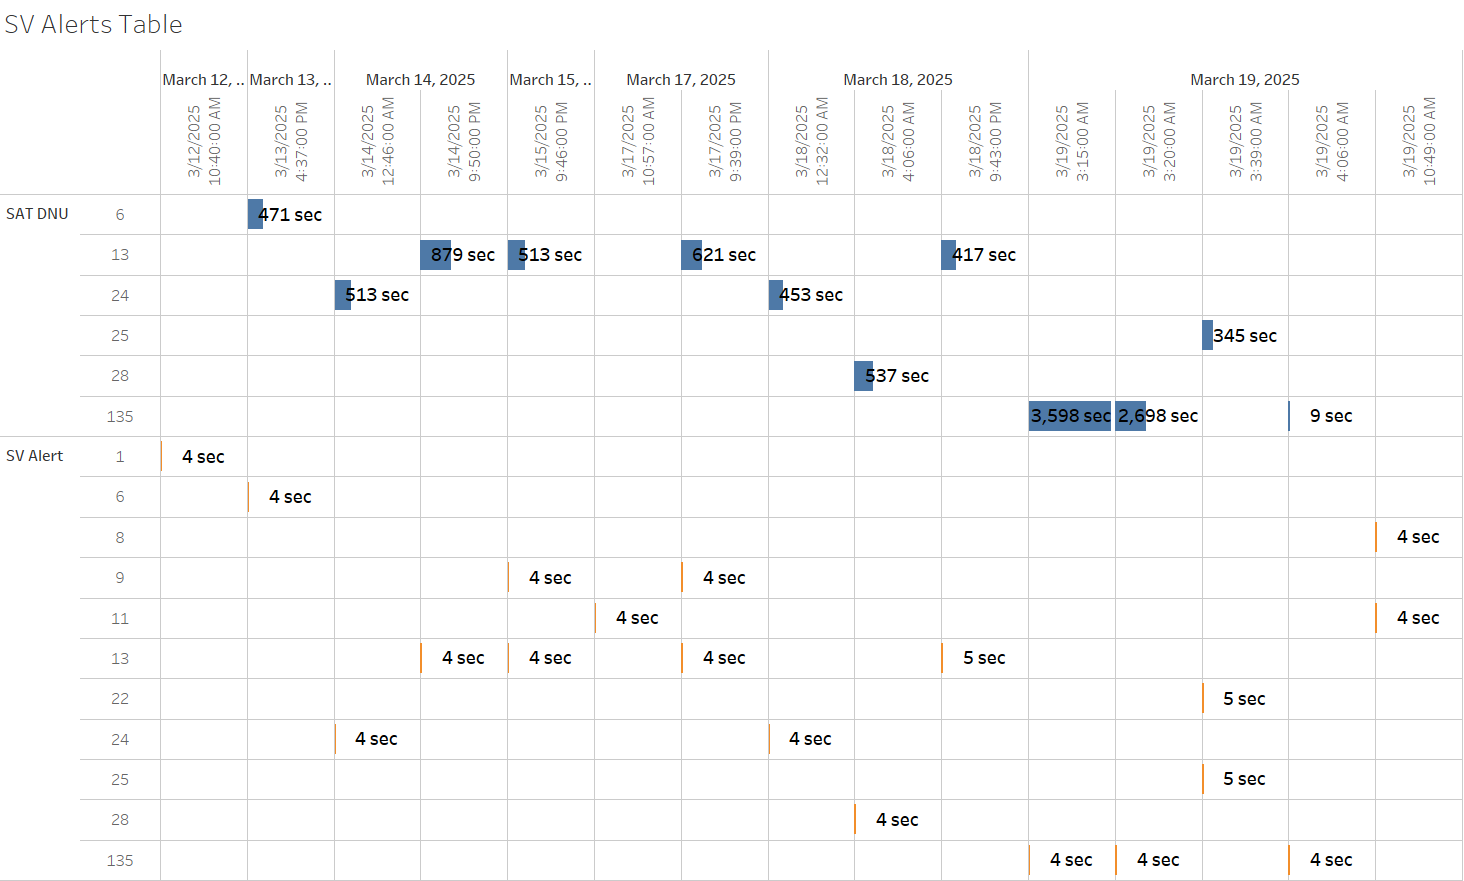 SV Alerts Table
March 12, ..
March 13, ..
March 14, 2025
March 15, ..
March 17, 2025
March 18, 2025
March 19, 2025
3/12/2025
10:40:00 AM
3/13/2025
4:37:00 PM
3/14/2025
12:46:00 AM
3/14/2025
9:50:00 PM
3/15/2025
9:46:00 PM
3/17/2025
10:57:00 AM
3/17/2025
9:39:00 PM
3/18/2025
12:32:00 AM
3/18/2025
4:06:00 AM
3/18/2025
9:43:00 PM
3/19/2025
3:15:00 AM
3/19/2025
3:20:00 AM
3/19/2025
3:39:00 AM
3/19/2025
4:06:00 AM
3/19/2025
10:49:00 AM
SAT DNU 6 471 sec
13 879 sec 513 sec 621 sec 417 sec
24 513 sec 453 sec
25 345 sec
28 537 sec
135 3,598 sec 2,698 sec 9 sec
SV Alert 1 4 sec
6 4 sec
8 4 sec
9 4 sec 4 sec
11 4 sec 4 sec
13 4 sec 4 sec 4 sec 5 sec
22 5 sec
24 4 sec 4 sec
25 5 sec
28 4 sec
135 4 sec 4 sec 4 sec